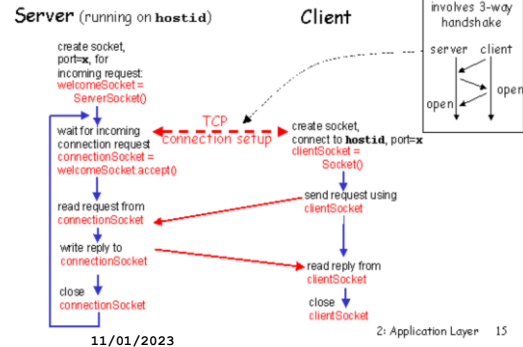 Server (running on hostid)
Client
involves 3-way
handshake
server client
open
open
create socket,
port=x, for
incoming request:
welcomeSocket =
ServerSocket()
TCP
connection setup
wait for incoming
connection request
connectionSocket =
welcomeSocket.accept()
create socket,
connect to hostid, port=x
clientSocket =
Socket()
send request using
clientSocket
read request from
connectionSocket
write reply to
connectionSocket
read reply from
clientSocket
close
connectionSocket
close
clientSocket
11/01/2023
2: Application Layer 15